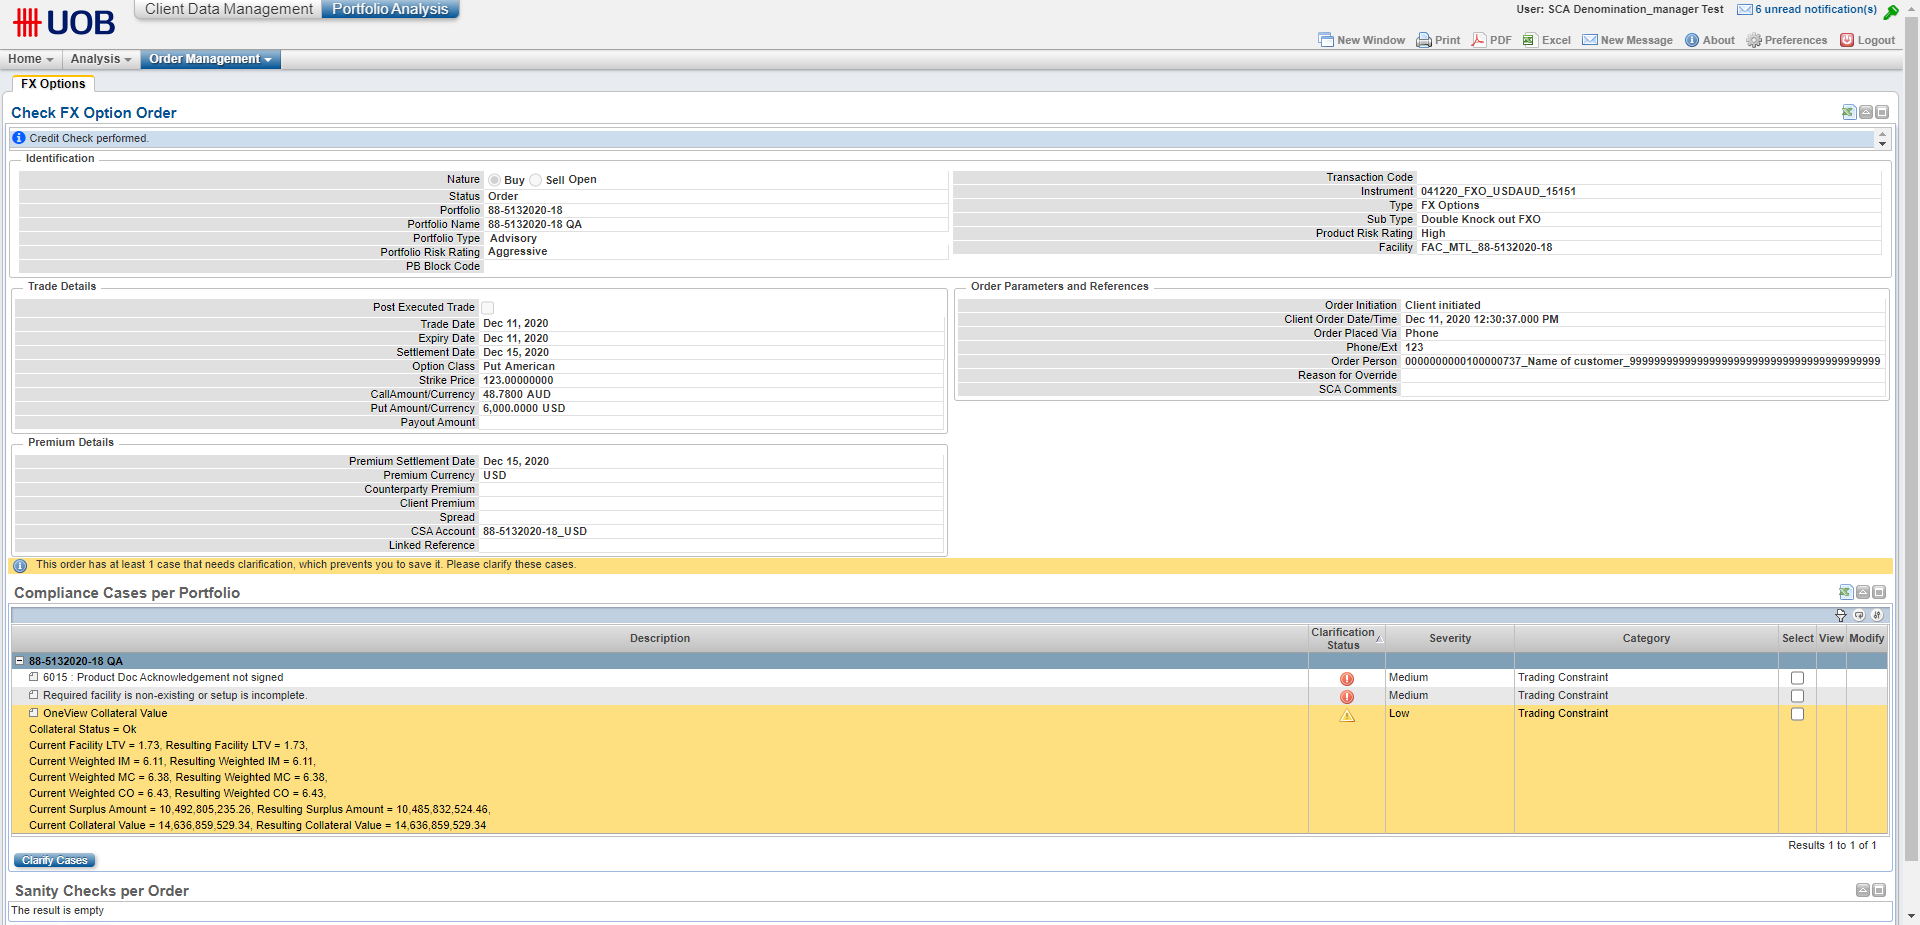 UOB
Client Data Management
Portfolio Analysis
User: SCA Denomination_manager Test
6 unread notification(s)
New Window
Print
PDF
Excel
New Message
About
Preferences
Logout
Home
Analysis
Order Management
FX Options
Check FX Option Order
Credit Check performed.
Identification
Nature Buy Sell Open
Status Order
Portfolio 88-5132020-18
Portfolio Name 88-5132020-18 QA
Portfolio Type Advisory
Portfolio Risk Rating Aggressive
PB Block Code
Transaction Code
Instrument 041220_FXO_USDAUD_15151
Type FX Options
Sub Type Double Knock out FXO
Product Risk Rating High
Facility FAC_MTL_88-5132020-18
Trade Details
Post Executed Trade
Trade Date Dec 11, 2020
Expiry Date Dec 11, 2020
Settlement Date Dec 15, 2020
Option Class Put American
Strike Price 123.00000000
CallAmount/Currency 48.7800 AUD
Put Amount/Currency 6,000.0000 USD
Payout Amount
Order Parameters and References
Order Initiation Client initiated
Client Order Date/Time Dec 11, 2020 12:30:37.000 PM
Order Placed Via Phone
Phone/Ext 123
Reason for Override
SCA Comments
Premium Details
Premium Settlement Date Dec 15, 2020
Premium Currency USD
Counterparty Premium
Client Premium
Spread
CSA Account 88-5132020-18_USD
Linked Reference
This order has at least 1 case that needs clarification, which prevents you to save it. Please clarify these cases.
Compliance Cases per Portfolio
Description Clarification Status Severity Category Select View Modify
88-5132020-18 QA
6015 : Product Doc Acknowledgement not signed Medium Trading Constraint
Required facility is non-existing or setup is incomplete. Medium Trading Constraint
OneView Collateral Value Low Trading Constraint
Collateral Status = Ok
Current Facility LTV = 1.73, Resulting Facility LTV = 1.73,
Current Weighted IM = 6.11, Resulting Weighted IM = 6.11,
Current Weighted MC = 6.38, Resulting Weighted MC = 6.38,
Current Weighted CO = 6.43, Resulting Weighted CO = 6.43,
Current Surplus Amount = 10,492,805,235.26, Resulting Surplus Amount = 10,485,832,524.46,
Current Collateral Value = 14,636,859,529.34, Resulting Collateral Value = 14,636,859,529.34
Results 1 to 1 of 1
Clarify Cases
Sanity Checks per Order
The result is empty